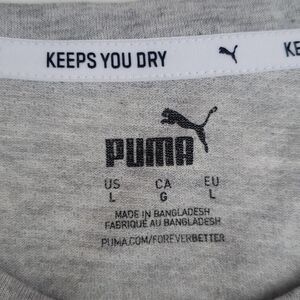 KEEPS YOU DRY
KE
PUMA
US CA EU
L G L
MADE IN BANGLADESH
FABRIQUÉ AU BANGLADESH
PUMA.COM/FOREVERBETTER